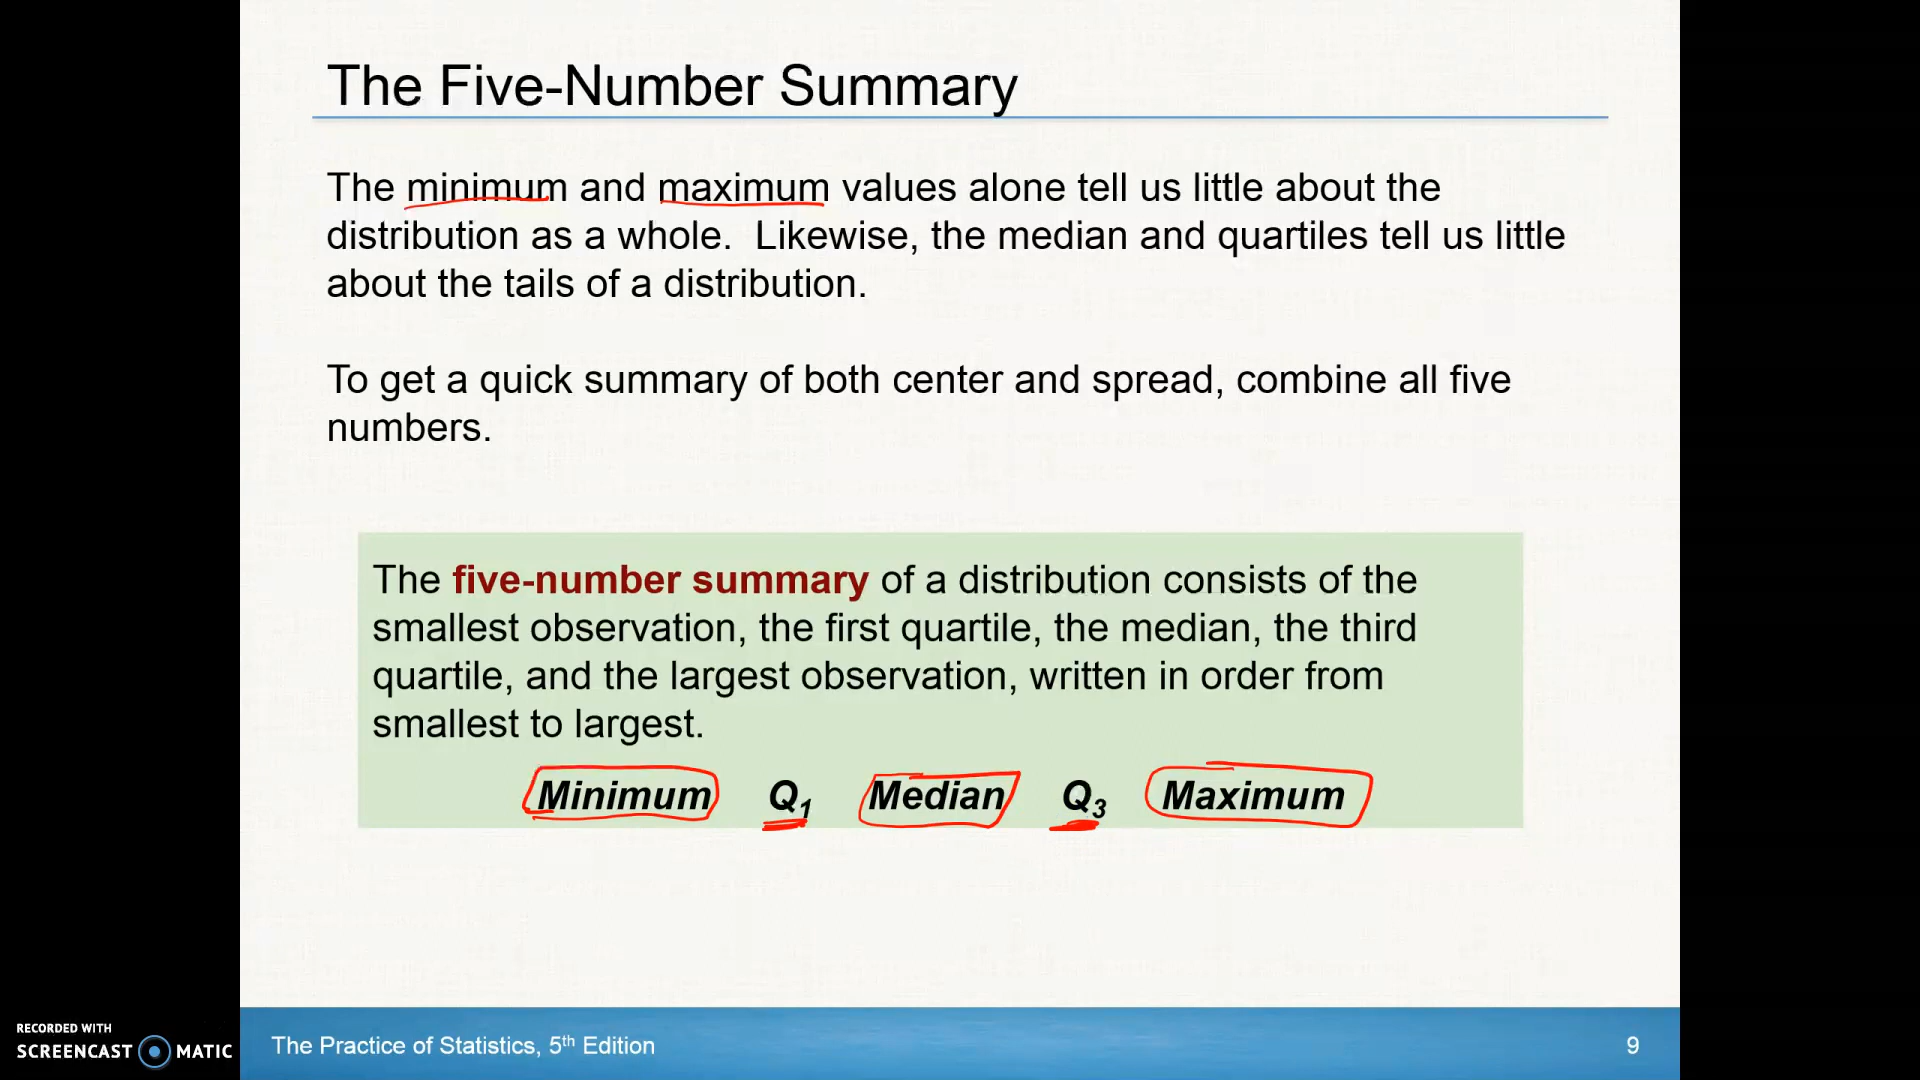 The Five-Number Summary
The minimum and maximum values alone tell us little about the
distribution as a whole.  Likewise, the median and quartiles tell us little
about the tails of a distribution.
To get a quick summary of both center and spread, combine all five
numbers.
The five-number summary of a distribution consists of the
smallest observation, the first quartile, the median, the third
quartile, and the largest observation, written in order from
smallest to largest.
Minimum Q1 Median Q3 Maximum
RECORDED WITH
SCREENCAST MATIC
The Practice of Statistics, 5th Edition
9